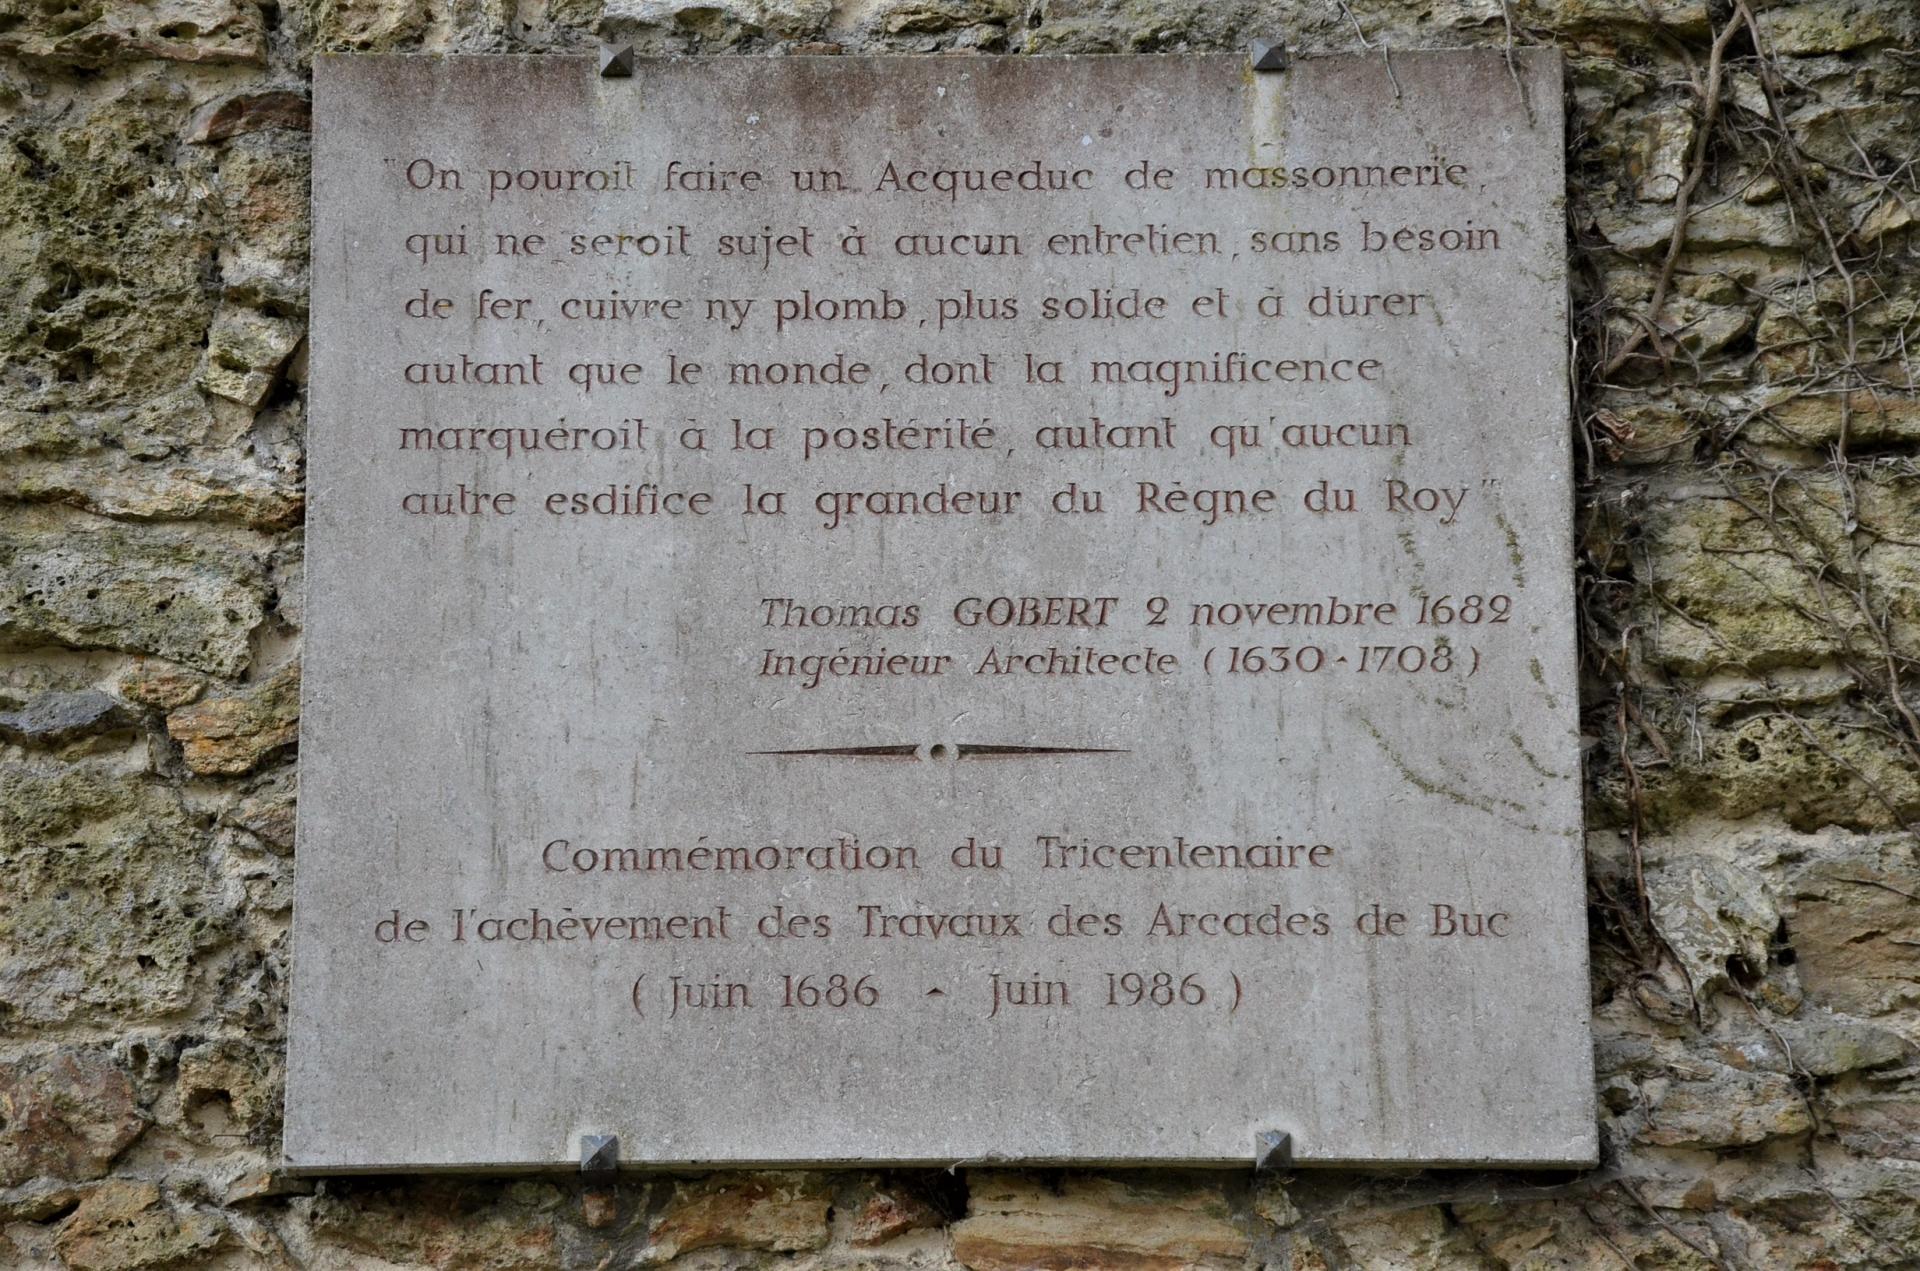 "On pouroit faire un Acqueduc de massonnerie,
qui ne seroit sujet à aucun entretien, sans besoin
de fer, cuivre ny plomb, plus solide et à durer
autant que le monde, dont la magnificence
marquéroit à la postérité, autant qu'aucun
autre esdifice la grandeur du Règne du Roy"
Thomas GOBERT 2 novembre 1682
Ingénieur Architecte (1630-1708)
Commémoration du Tricentenaire
de l'achèvement des Travaux des Arcades de Buc
(Juin 1686 - Juin 1986)